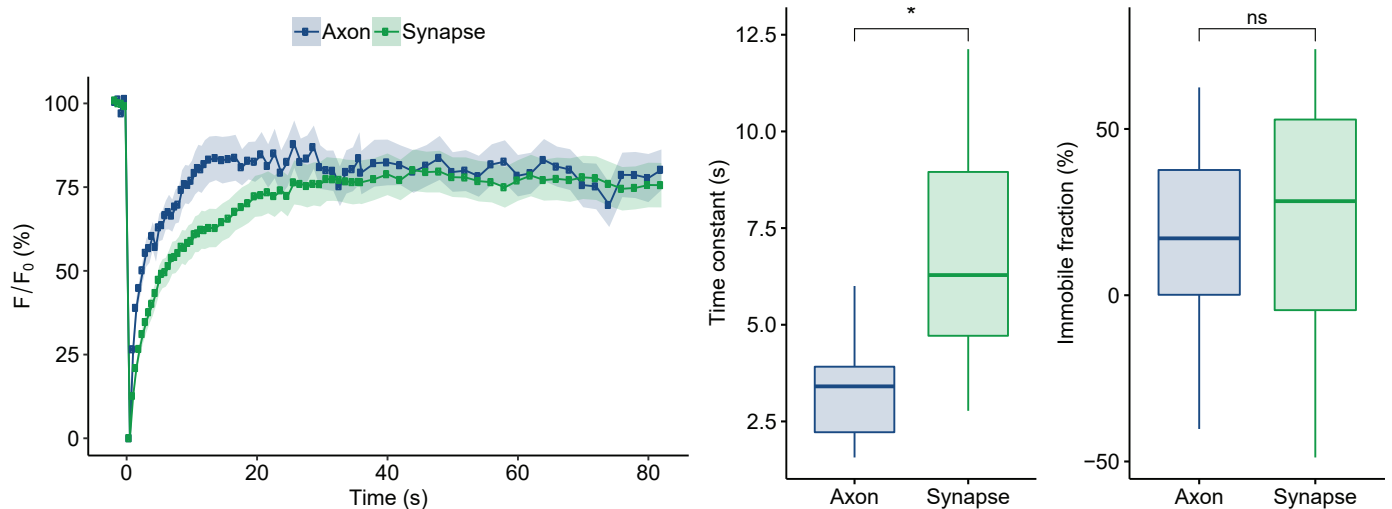 Axon Synapse
F/F0 (%)
100
75
50
25
0
0 20 40 60 80
Time (s)
*
Time constant (s)
12.5
10.0
7.5
5.0
2.5
Axon Synapse
ns
Immobile fraction (%)
50
0
−50
Axon Synapse